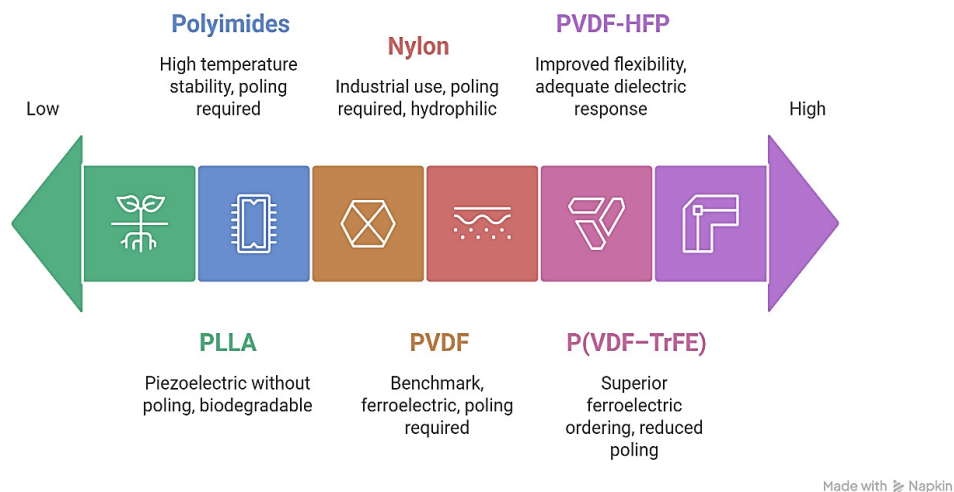 Polyimides
High temperature
stability, poling
required
Nylon
Industrial use, poling
required, hydrophilic
PVDF-HFP
Improved flexibility,
adequate dielectric
response
Low
High
PLLA
Piezoelectric without
poling, biodegradable
PVDF
Benchmark,
ferroelectric, poling
required
P(VDF–TrFE)
Superior
ferroelectric
ordering, reduced
poling
Made with Napkin